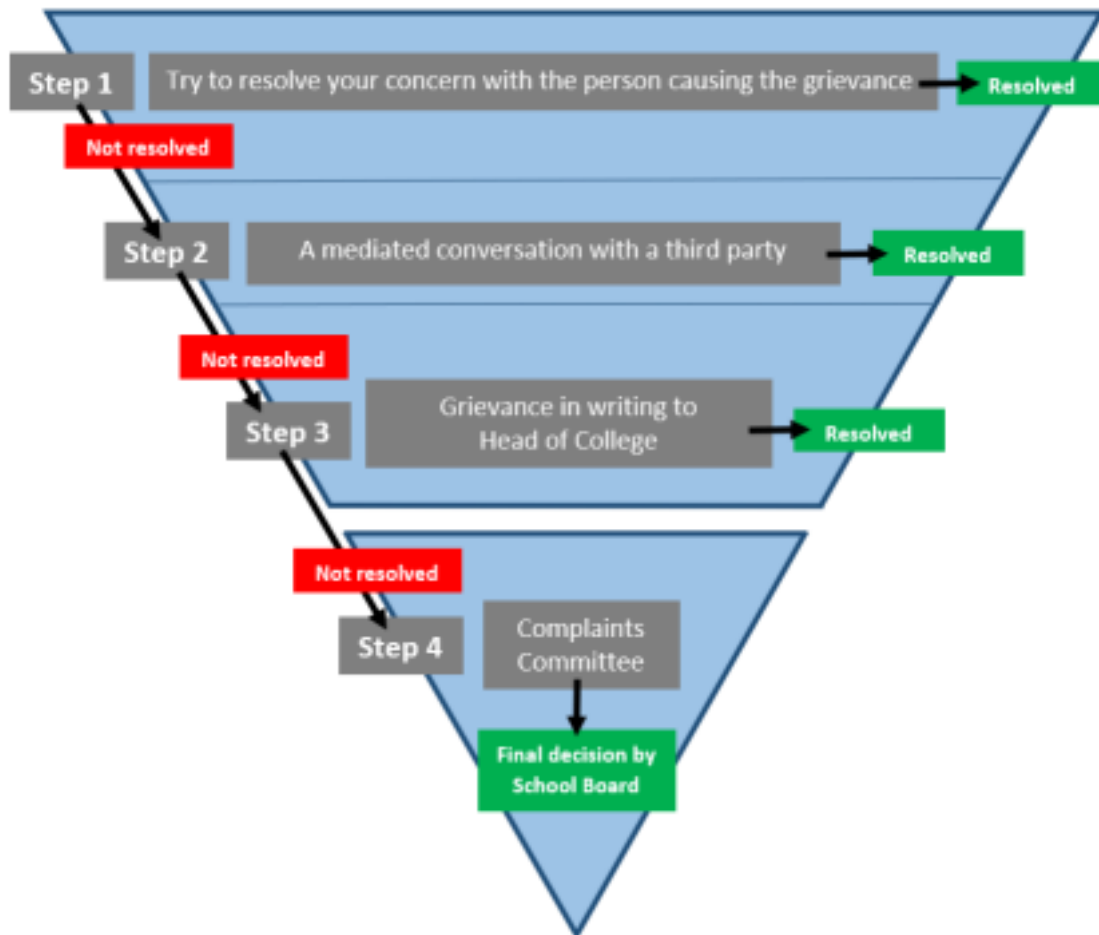 Step 1
Try to resolve your concern with the person causing the grievance
Resolved
Not resolved
Step 2
A mediated conversation with a third party
Resolved
Not resolved
Step 3
Grievance in writing to
Head of College
Resolved
Not resolved
Step 4
Complaints
Committee
Final decision by
School Board